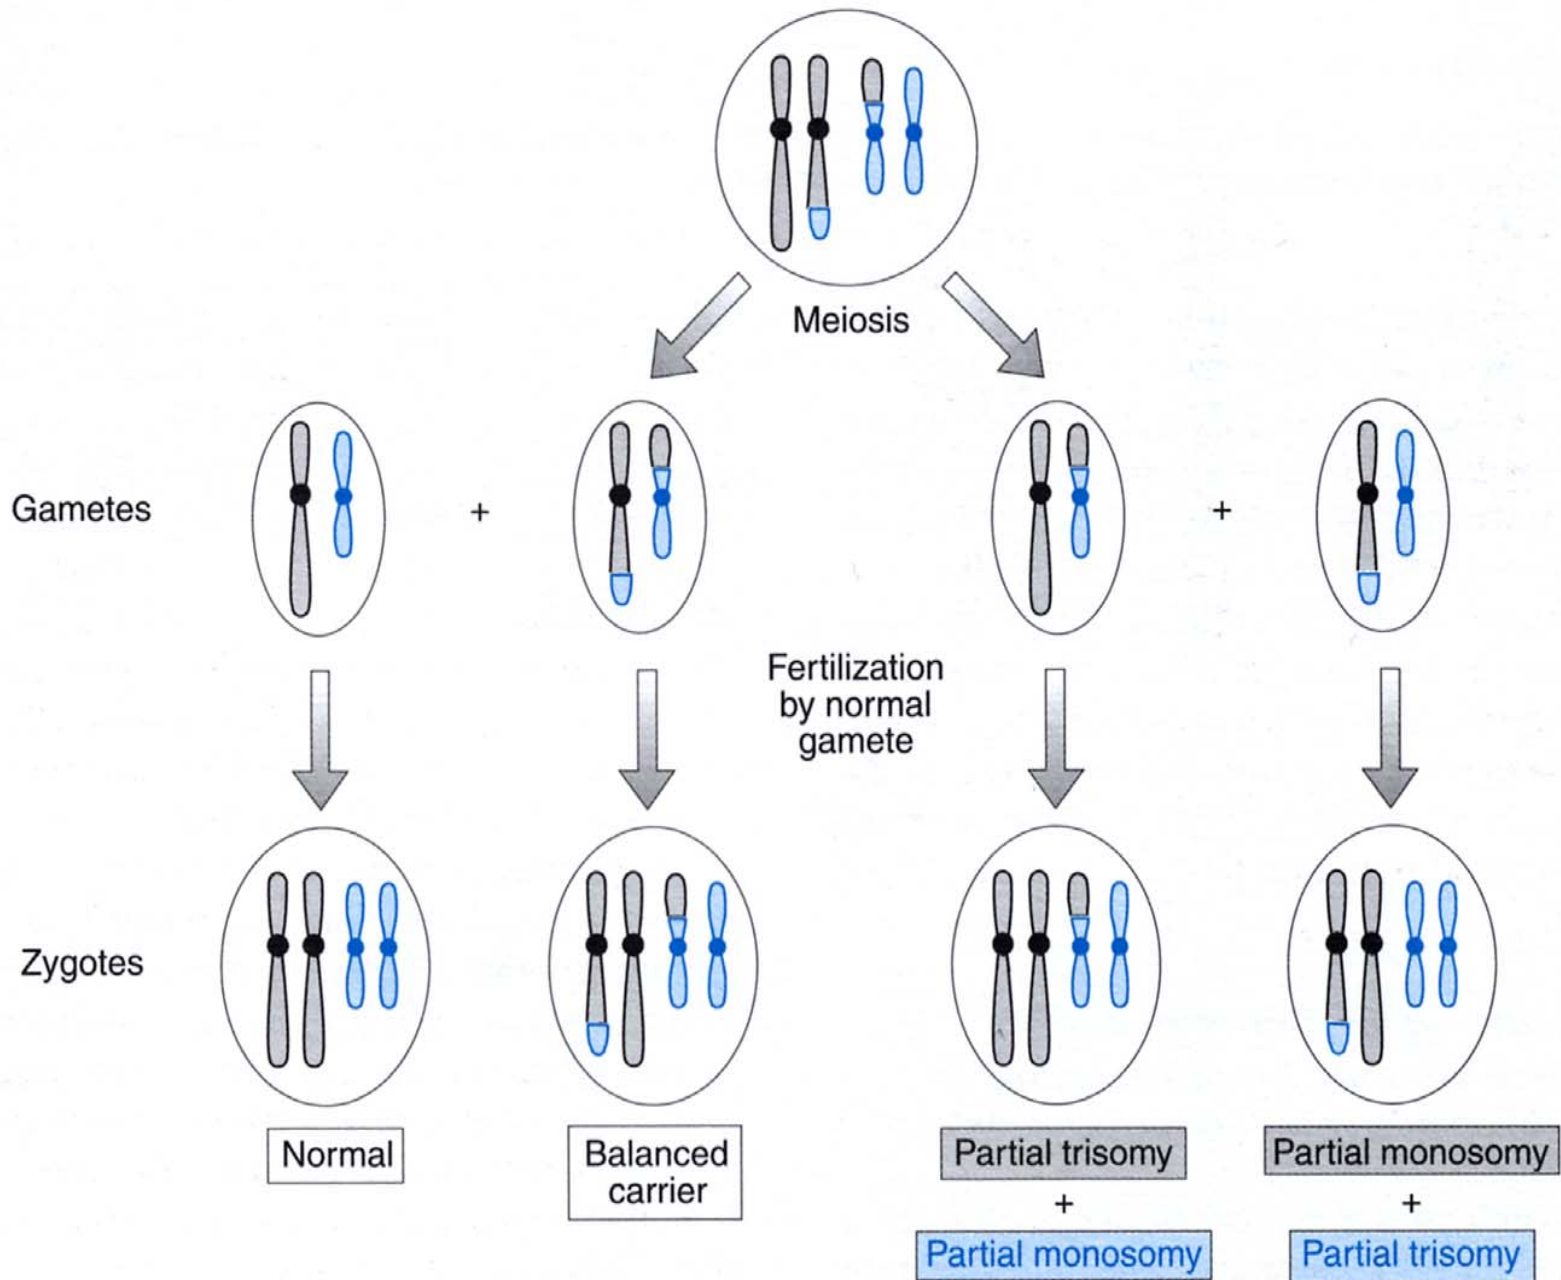 Meiosis
Gametes
+
+
Fertilization
by normal
gamete
Zygotes
Normal
Balanced
carrier
Partial trisomy
+
Partial monosomy
Partial monosomy
+
Partial trisomy